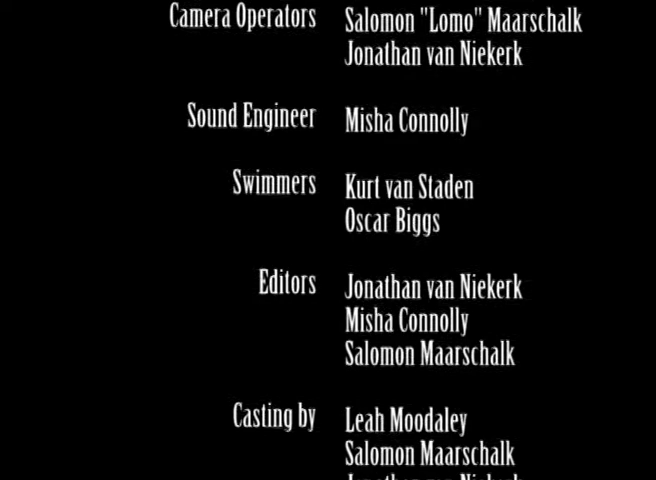 Camera Operators Salomon "Lomo" Maarschalk
Jonathan van Niekerk
Sound Engineer Misha Connolly
Swimmers Kurt van Staden
Oscar Biggs
Editors Jonathan van Niekerk
Misha Connolly
Salomon Maarschalk
Casting by Leah Moodaley
Salomon Maarschalk